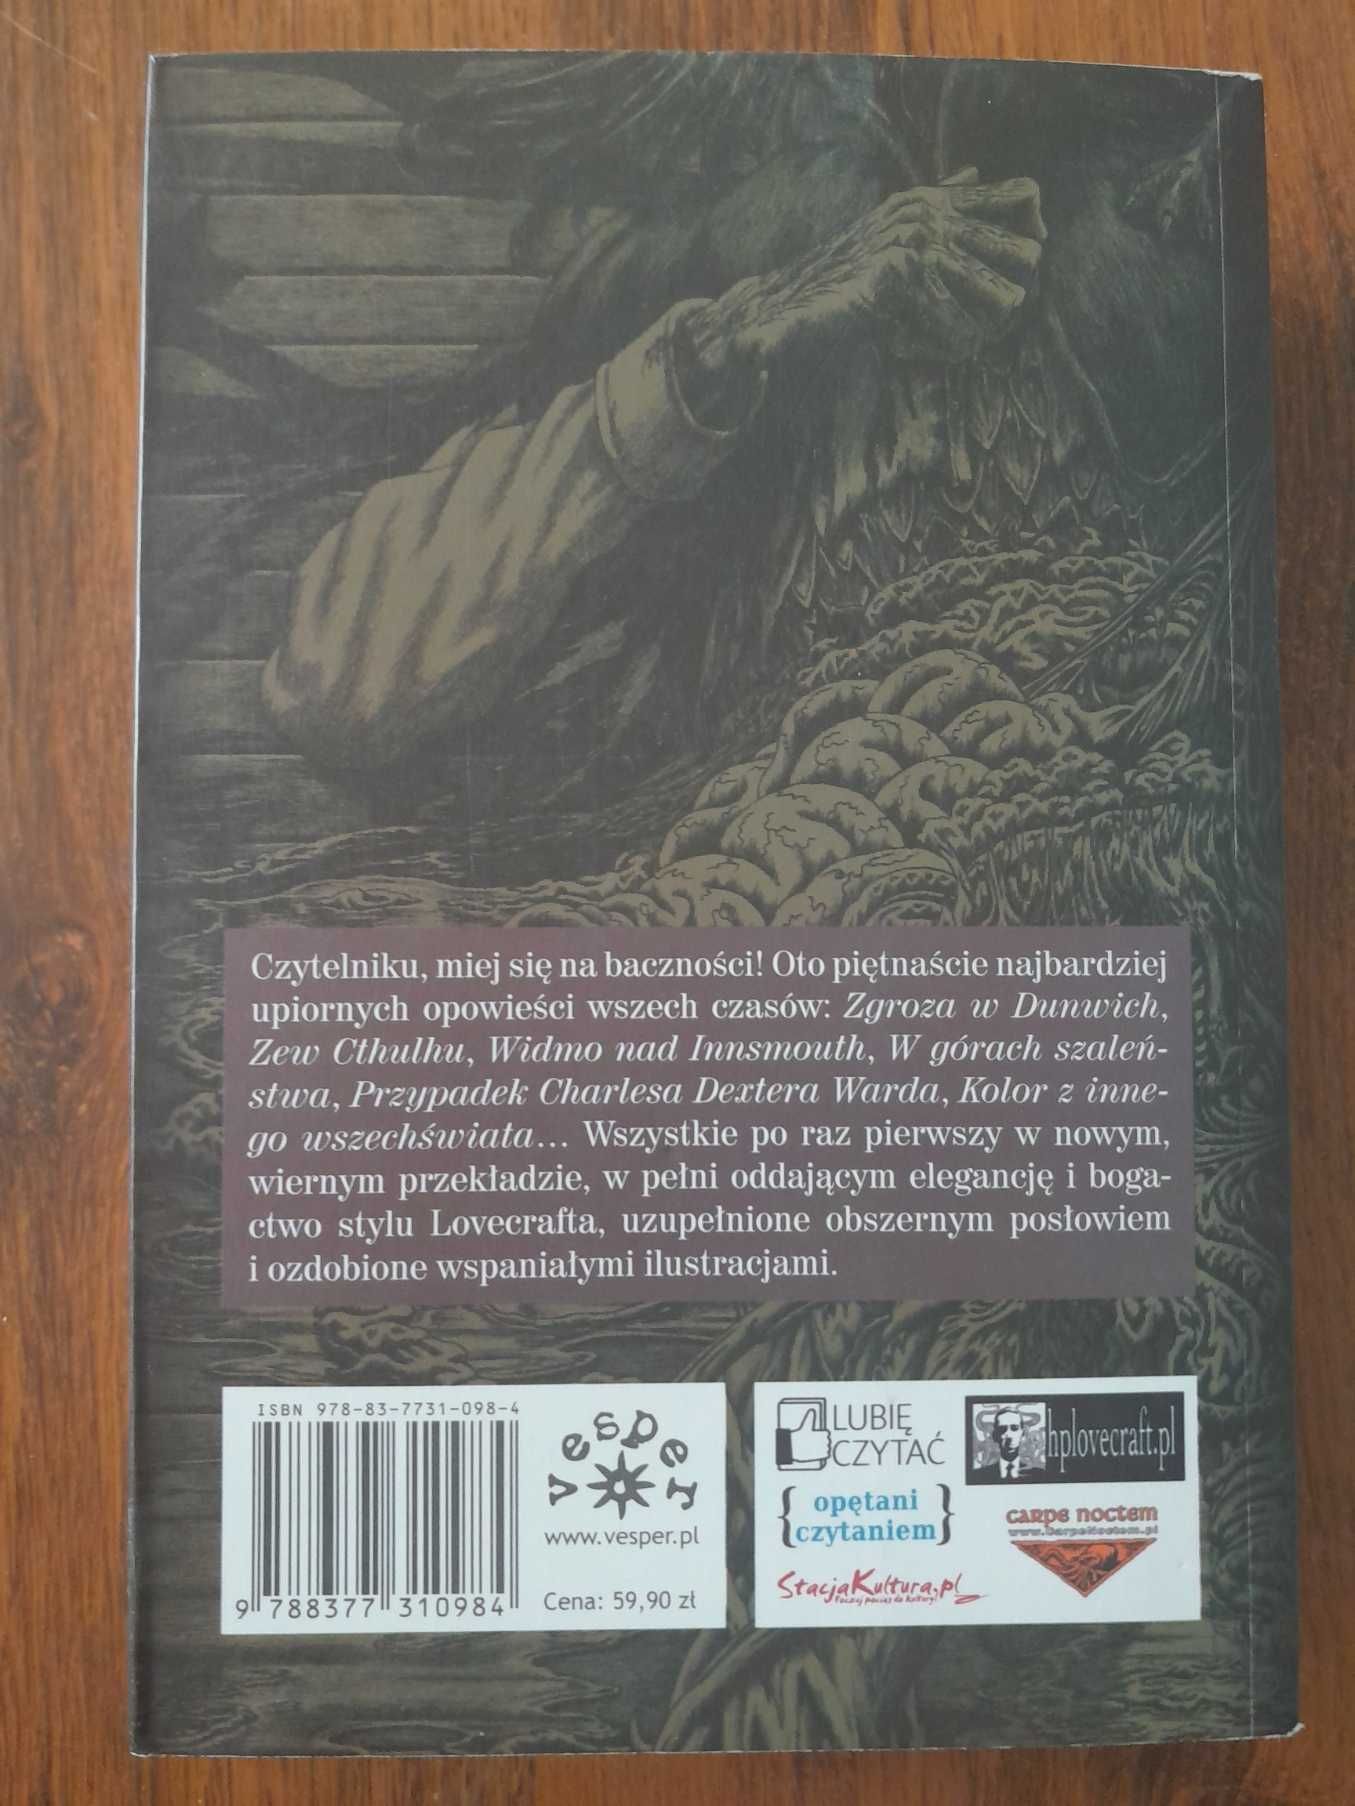 Czytelniku, miej się na baczności! Oto piętnaście najbardziej
upiornych opowieści wszech czasów: Zgroza w Dunwich,
Zew Cthulhu, Widmo nad Innsmouth, W górach szaleń-
stwa, Przypadek Charlesa Dextera Warda, Kolor z inne-
go wszechświata... Wszystkie po raz pierwszy w nowym,
wiernym przekładzie, w pełni oddającym elegancję i boga-
ctwo stylu Lovecrafta, uzupełnione obszernym posłowiem
i ozdobione wspaniałymi ilustracjami.
ISBN 978-83-7731-098-4
9 788377 310984
vesper
www.vesper.pl
Cena: 59,90 zł
LUBIĘ
CZYTAĆ
hplovecraft.pl
{opętani
czytaniem}
CARPE NOCTEM
www.CarpeNoctem.pl
StacjaKultura.pl